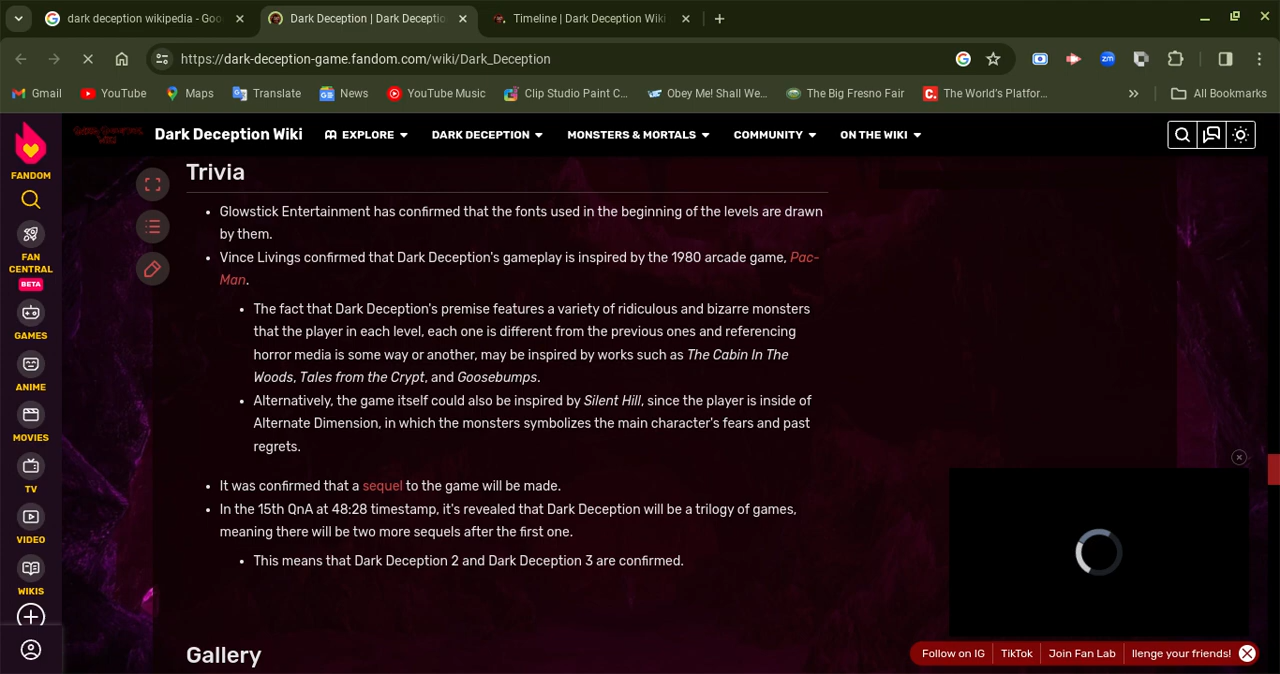 dark deception wikipedia - Goo
Dark Deception | Dark Deceptio
Timeline | Dark Deception Wiki
https://dark-deception-game.fandom.com/wiki/Dark_Deception
Gmail
YouTube
Maps
Translate
News
YouTube Music
Clip Studio Paint C...
Obey Me! Shall We...
The Big Fresno Fair
The World's Platfor...
All Bookmarks
Dark Deception Wiki
EXPLORE
DARK DECEPTION
MONSTERS & MORTALS
COMMUNITY
ON THE WIKI
FANDOM
FAN
CENTRAL
BETA
GAMES
ANIME
MOVIES
TV
VIDEO
WIKIS
Trivia
Glowstick Entertainment has confirmed that the fonts used in the beginning of the levels are drawn
by them.
Vince Livings confirmed that Dark Deception's gameplay is inspired by the 1980 arcade game, Pac-
Man.
The fact that Dark Deception's premise features a variety of ridiculous and bizarre monsters
that the player in each level, each one is different from the previous ones and referencing
horror media is some way or another, may be inspired by works such as The Cabin In The
Woods, Tales from the Crypt, and Goosebumps.
Alternatively, the game itself could also be inspired by Silent Hill, since the player is inside of
Alternate Dimension, in which the monsters symbolizes the main character's fears and past
regrets.
It was confirmed that a sequel to the game will be made.
In the 15th QnA at 48:28 timestamp, it's revealed that Dark Deception will be a trilogy of games,
meaning there will be two more sequels after the first one.
This means that Dark Deception 2 and Dark Deception 3 are confirmed.
Gallery
Follow on IG
TikTok
Join Fan Lab
llenge your friends!